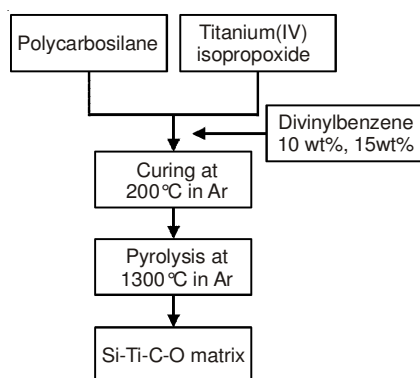 Polycarbosilane
Titanium(IV)
isopropoxide
Divinylbenzene
10 wt%, 15wt%
Curing at
200°C in Ar
Pyrolysis at
1300°C in Ar
Si-Ti-C-O matrix